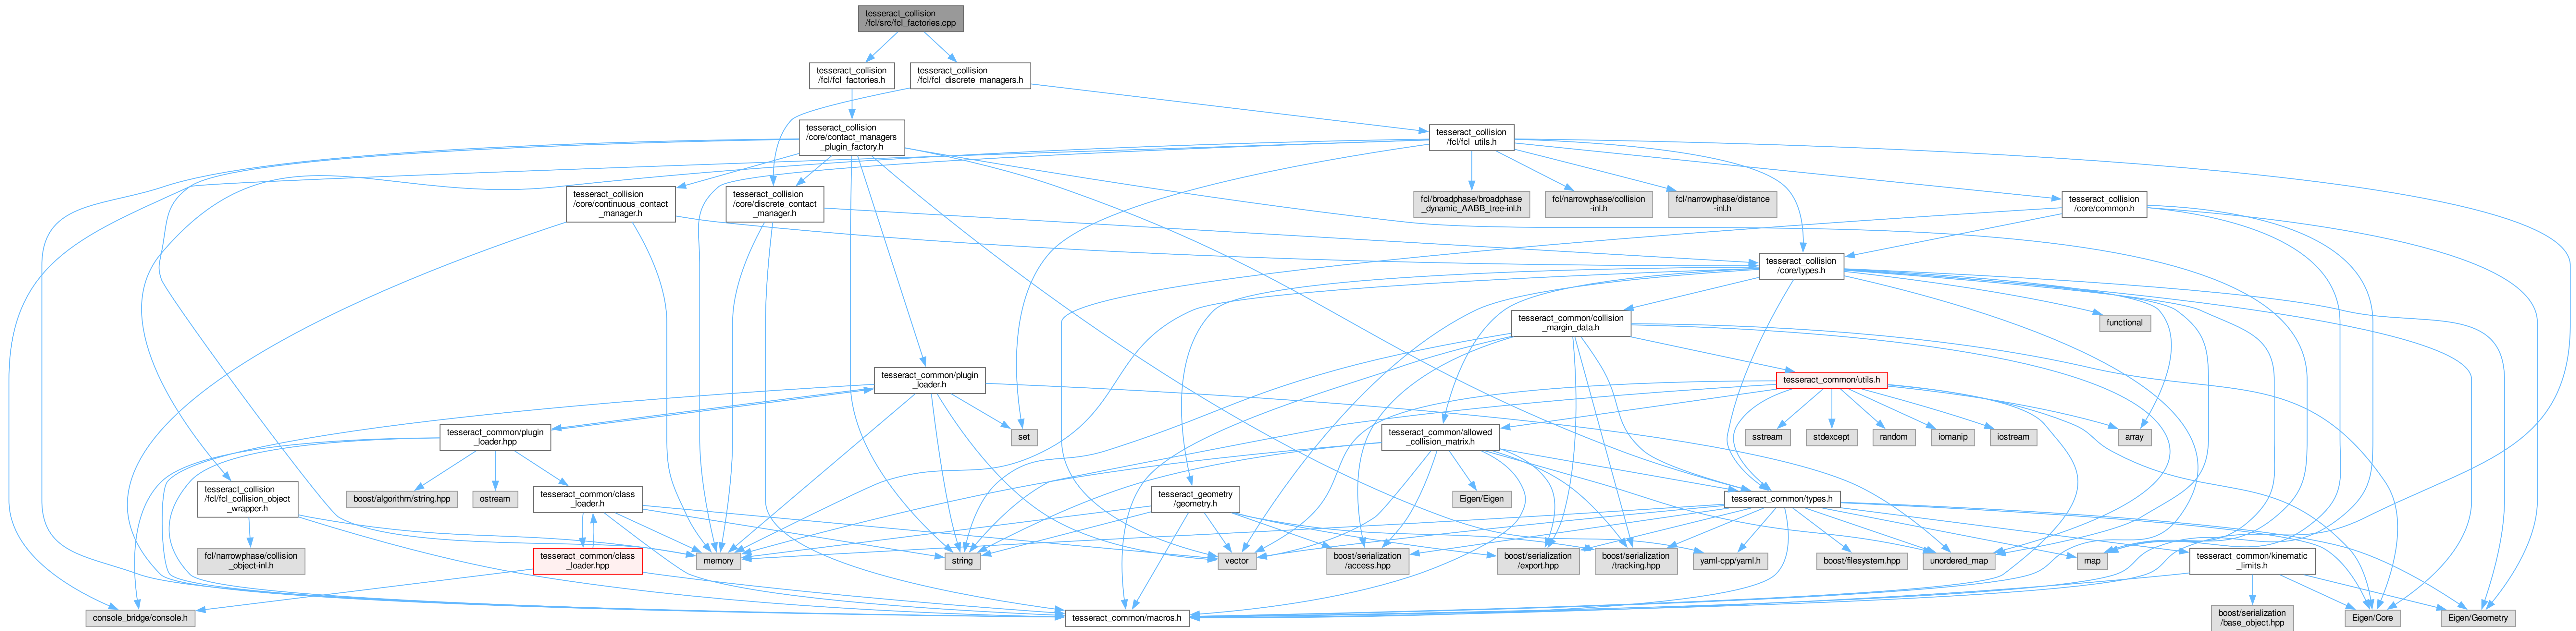 tesseract_collision
/fcl/src/fcl_factories.cpp
tesseract_collision
/fcl/fcl_factories.h
tesseract_collision
/fcl/fcl_discrete_managers.h
tesseract_collision
/core/contact_managers
_plugin_factory.h
tesseract_collision
/fcl/fcl_utils.h
tesseract_collision
/core/continuous_contact
_manager.h
tesseract_collision
/core/discrete_contact
_manager.h
fcl/broadphase/broadphase
_dynamic_AABB_tree-inl.h
fcl/narrowphase/collision
-inl.h
fcl/narrowphase/distance
-inl.h
tesseract_collision
/core/common.h
tesseract_collision
/core/types.h
tesseract_common/collision
_margin_data.h
functional
tesseract_common/plugin
_loader.h
tesseract_common/utils.h
tesseract_common/plugin
_loader.hpp
set
tesseract_common/allowed
_collision_matrix.h
sstream
stdexcept
random
iomanip
iostream
array
tesseract_collision
/fcl/fcl_collision_object
_wrapper.h
boost/algorithm/string.hpp
ostream
tesseract_common/class
_loader.h
tesseract_geometry
/geometry.h
Eigen/Eigen
tesseract_common/types.h
fcl/narrowphase/collision
_object-inl.h
tesseract_common/class
_loader.hpp
memory
string
vector
boost/serialization
/access.hpp
boost/serialization
/export.hpp
boost/serialization
/tracking.hpp
yaml-cpp/yaml.h
boost/filesystem.hpp
unordered_map
map
tesseract_common/kinematic
_limits.h
console_bridge/console.h
tesseract_common/macros.h
boost/serialization
/base_object.hpp
Eigen/Core
Eigen/Geometry